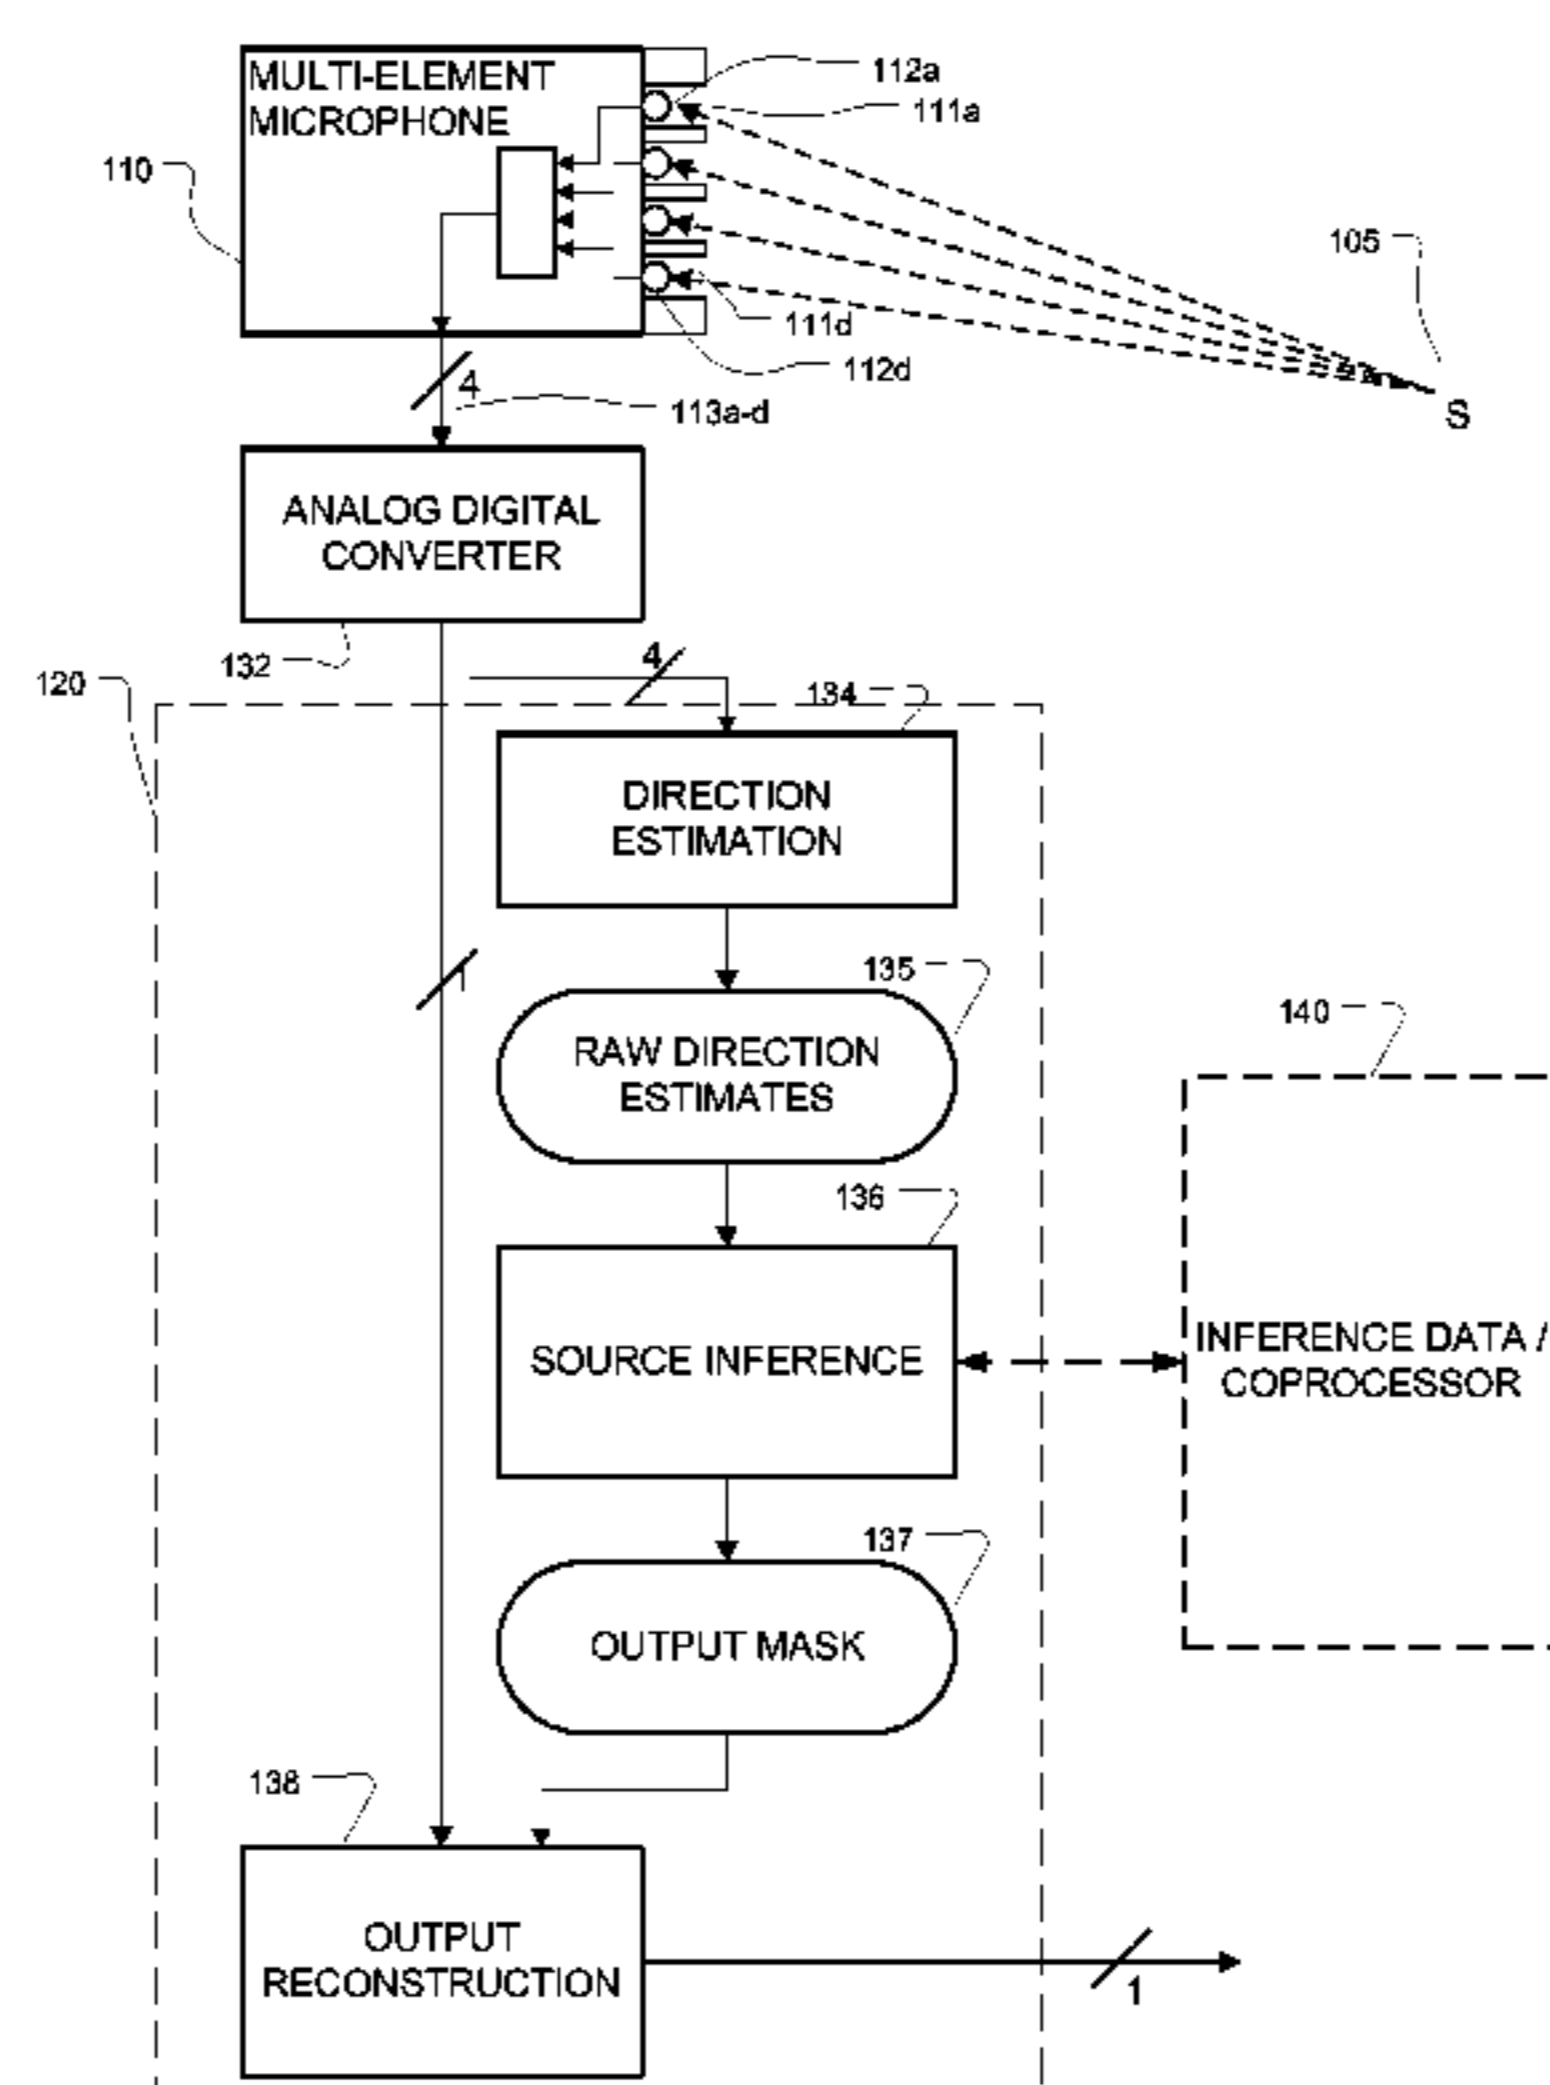 MULTI-ELEMENT
MICROPHONE
112a
111a
110
105
111d
112d
4
113a-d
S
ANALOG DIGITAL
CONVERTER
132
4
120
134
DIRECTION
ESTIMATION
135
1
140
RAW DIRECTION
ESTIMATES
136
INFERENCE DATA /
COPROCESSOR
SOURCE INFERENCE
137
OUTPUT MASK
138
OUTPUT
RECONSTRUCTION
1